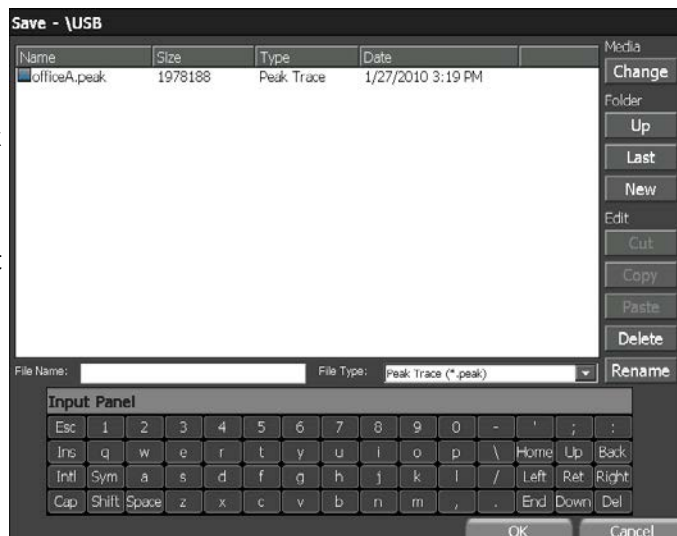 Save - \USB
Name Size Type Date
officeA.peak 1978188 Peak Trace 1/27/2010 3:19 PM
Media
Change
Folder
Up
Last
New
Edit
Cut
Copy
Paste
Delete
Rename
File Name: File Type: Peak Trace (*.peak)
Input Panel
Esc 1 2 3 4 5 6 7 8 9 0 - ' ; :
Ins q w e r t y u i o p \ Home Up Back
Intl Sym a s d f g h j k l / Left Ret Right
Cap Shift Space z x c v b n m , . End Down Del
OK Cancel